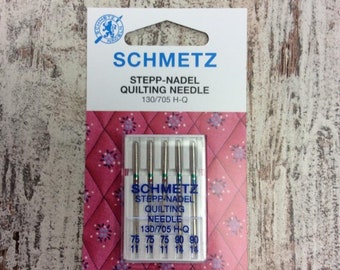 SCHMETZ
STEPP-NADEL
QUILTING NEEDLE
130/705 H-Q
SCHMETZ
STEPP-NADEL
QUILTING
NEEDLE
130/705 H-Q
75 75 75 90 90
11 11 11 14 14